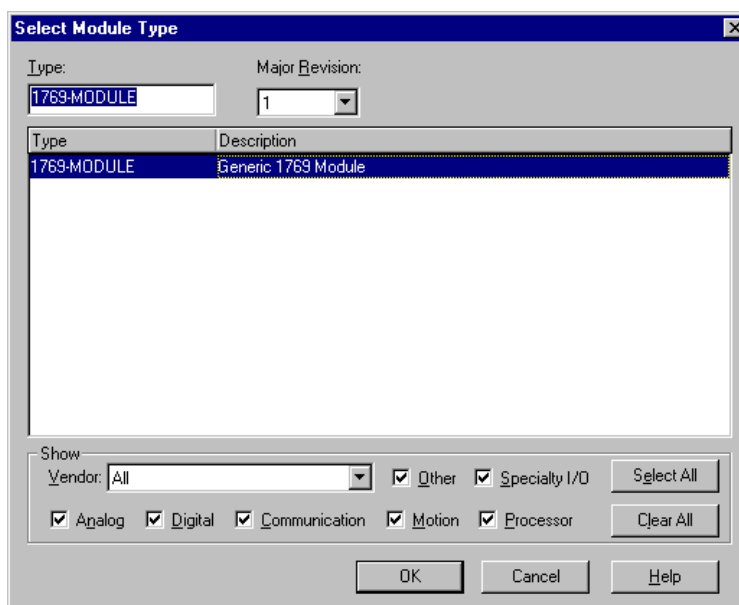 Select Module Type
Type:
Major Revision:
1769-MODULE
1
Type
Description
1769-MODULE
Generic 1769 Module
Show
Vendor: All
Other
Specialty I/O
Select All
Analog
Digital
Communication
Motion
Processor
Clear All
OK
Cancel
Help